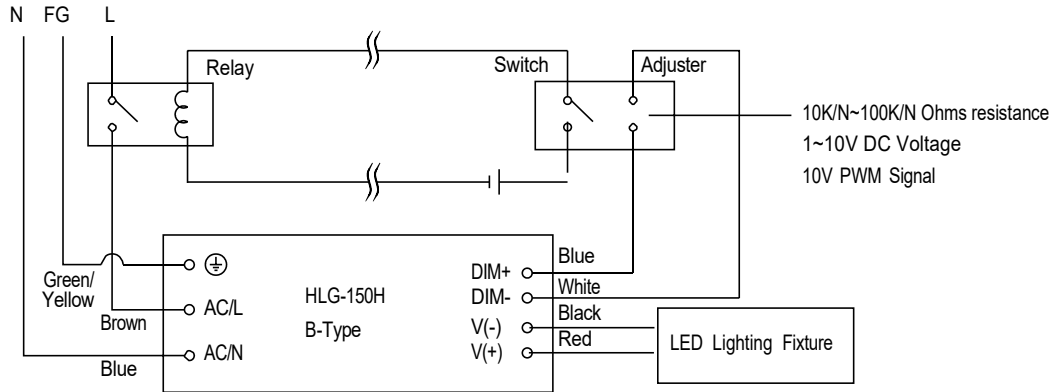 N FG L
Relay
Switch
Adjuster
10K/N~100K/N Ohms resistance
1~10V DC Voltage
10V PWM Signal
Green/
Yellow
Brown
Blue
AC/L
AC/N
HLG-150H
B-Type
DIM+
DIM-
V(-)
V(+)
Blue
White
Black
Red
LED Lighting Fixture